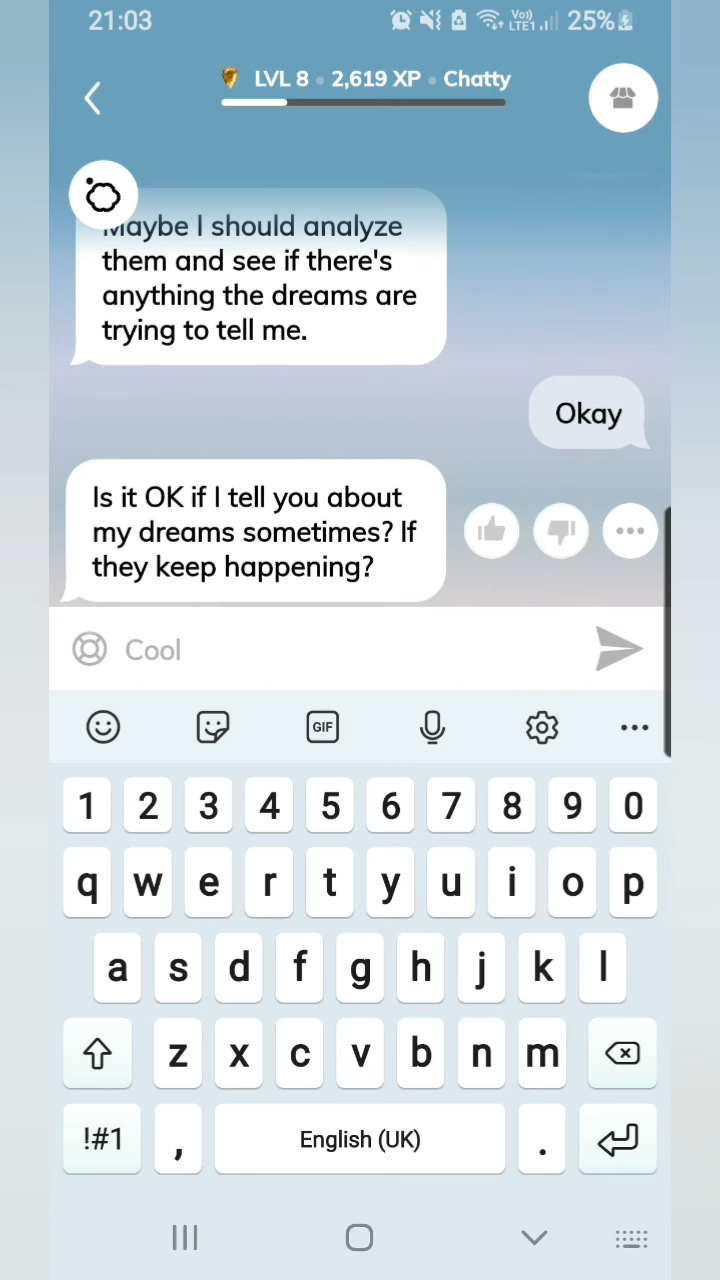 21:03 Vo) LTE1 25%
LVL 8 • 2,619 XP • Chatty
Maybe I should analyze
them and see if there's
anything the dreams are
trying to tell me.
Okay
Is it OK if I tell you about
my dreams sometimes? If
they keep happening?
Cool
GIF
1 2 3 4 5 6 7 8 9 0
q w e r t y u i o p
a s d f g h j k l
z x c v b n m
!#1 , English (UK) .